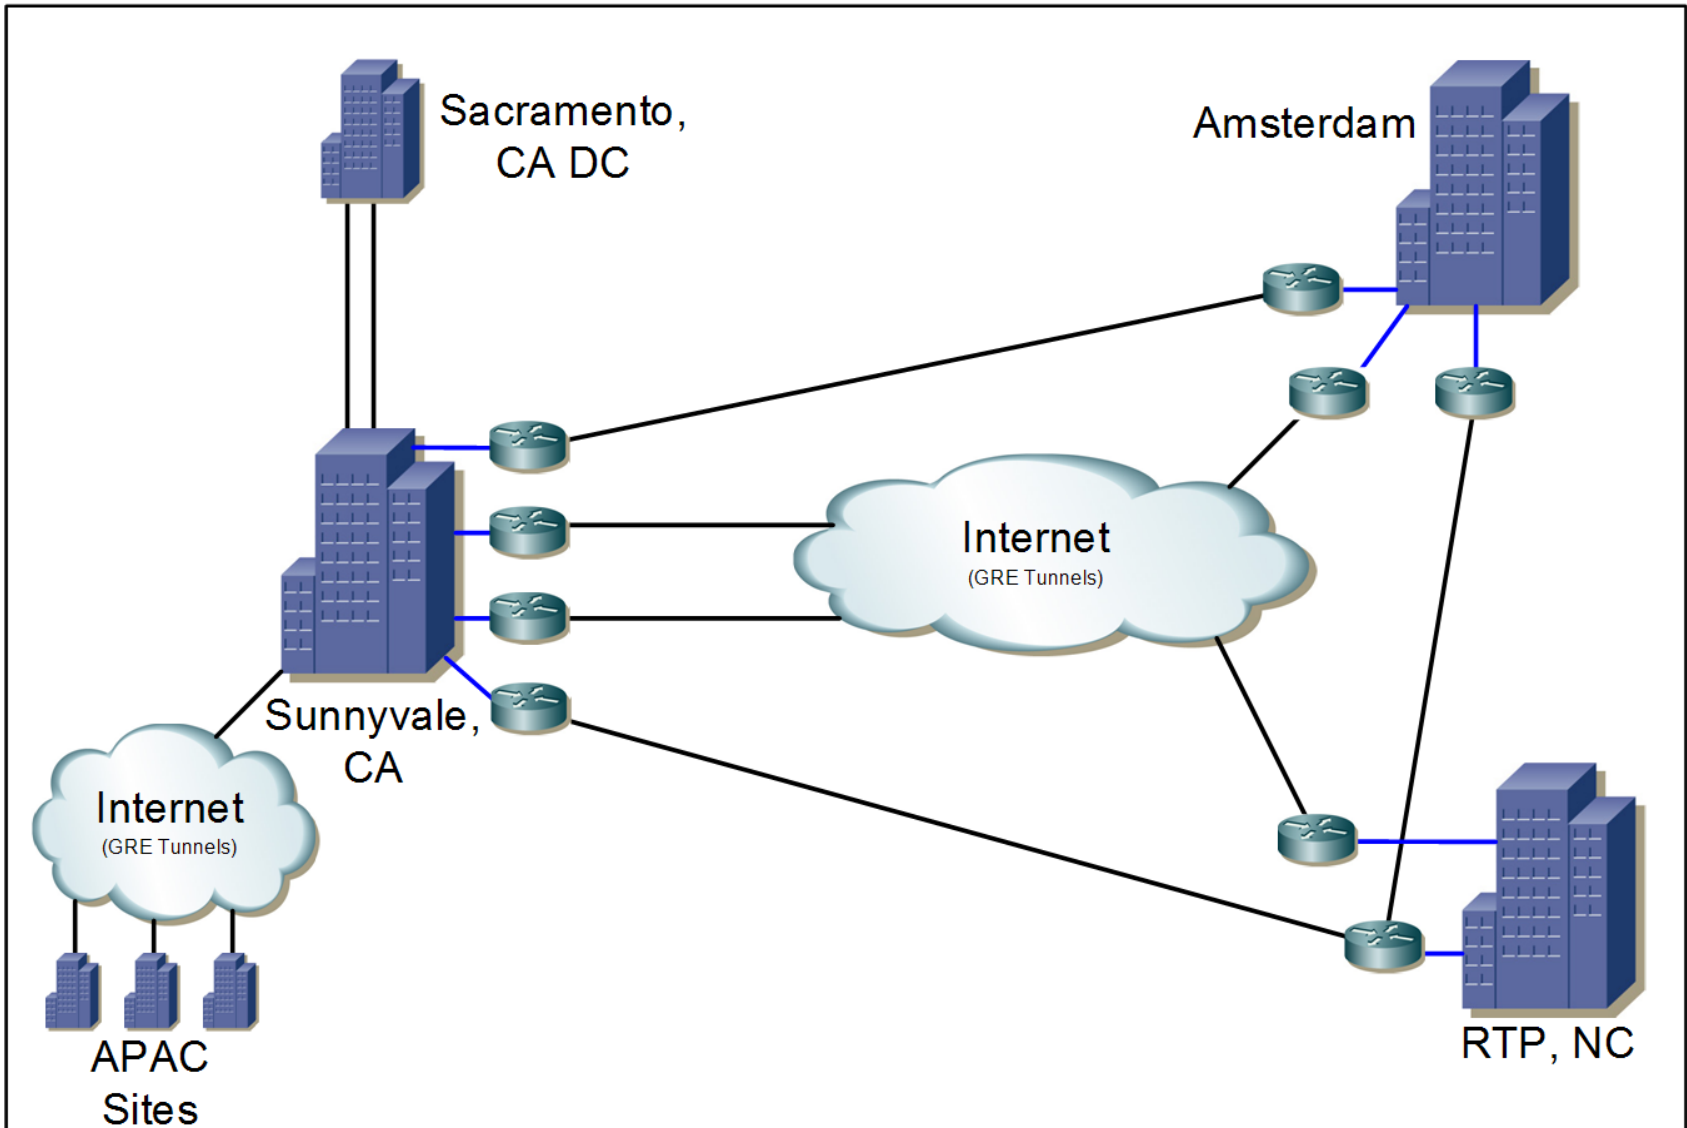 Sacramento,
CA DC
Amsterdam
Internet
(GRE Tunnels)
Sunnyvale,
CA
Internet
(GRE Tunnels)
APAC
Sites
RTP, NC